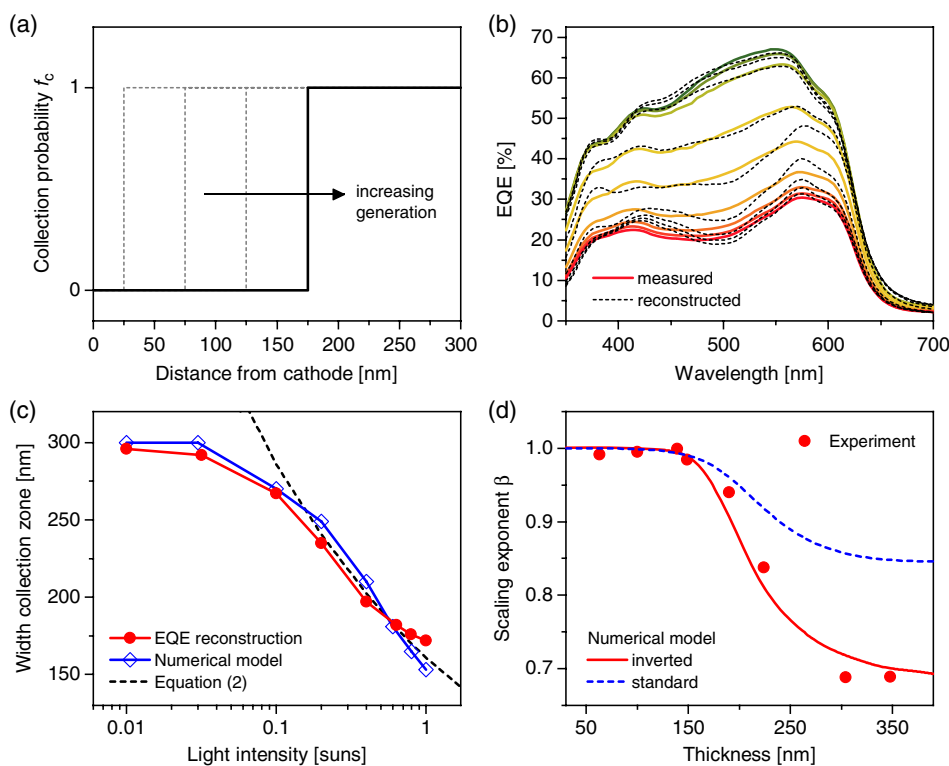 (a)
Collection probability fc
1
0
increasing
generation
0 50 100 150 200 250 300
Distance from cathode [nm]
(b)
EQE [%]
70
60
50
40
30
20
10
0
measured
reconstructed
400 500 600 700
Wavelength [nm]
(c)
Width collection zone [nm]
300
250
200
150
EQE reconstruction
Numerical model
Equation (2)
0.01 0.1 1
Light intensity [suns]
(d)
Scaling exponent β
1.0
0.9
0.8
0.7
Experiment
Numerical model
inverted
standard
50 150 250 350
Thickness [nm]